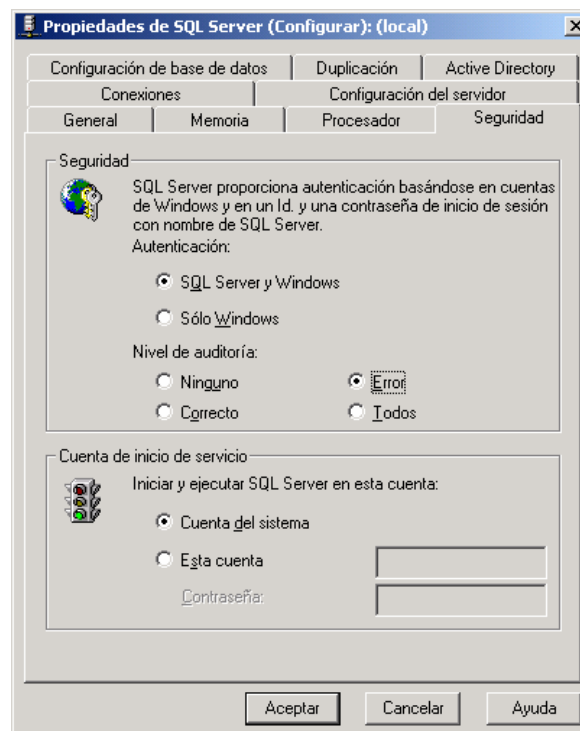 Propiedades de SQL Server (Configurar): (local)
Configuración de base de datos
Duplicación
Active Directory
Conexiones
Configuración del servidor
General
Memoria
Procesador
Seguridad
Seguridad
SQL Server proporciona autenticación basándose en cuentas
de Windows y en un Id. y una contraseña de inicio de sesión
con nombre de SQL Server.
Autenticación:
SQL Server y Windows
Sólo Windows
Nivel de auditoría:
Ninguno
Error
Correcto
Todos
Cuenta de inicio de servicio
Iniciar y ejecutar SQL Server en esta cuenta:
Cuenta del sistema
Esta cuenta
Contraseña:
Aceptar
Cancelar
Ayuda